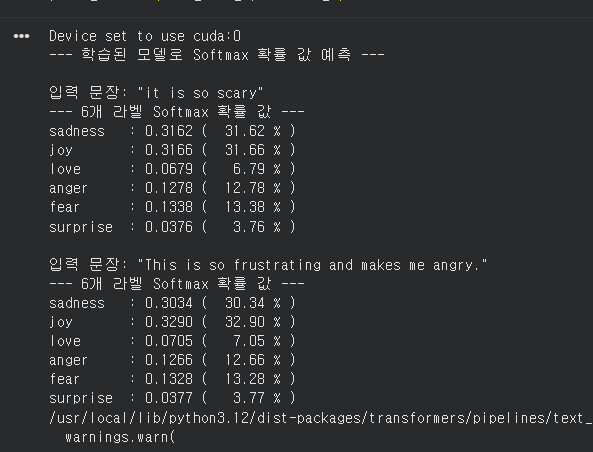 Device set to use cuda:0
--- 학습된 모델로 Softmax 확률 값 예측 ---
입력 문장: "it is so scary"
--- 6개 라벨 Softmax 확률 값 ---
sadness : 0.3162 ( 31.62 % )
joy : 0.3166 ( 31.66 % )
love : 0.0679 ( 6.79 % )
anger : 0.1278 ( 12.78 % )
fear : 0.1338 ( 13.38 % )
surprise : 0.0376 ( 3.76 % )
입력 문장: "This is so frustrating and makes me angry."
--- 6개 라벨 Softmax 확률 값 ---
sadness : 0.3034 ( 30.34 % )
joy : 0.3290 ( 32.90 % )
love : 0.0705 ( 7.05 % )
anger : 0.1266 ( 12.66 % )
fear : 0.1328 ( 13.28 % )
surprise : 0.0377 ( 3.77 % )
/usr/local/lib/python3.12/dist-packages/transformers/pipelines/text_
warnings.warn(